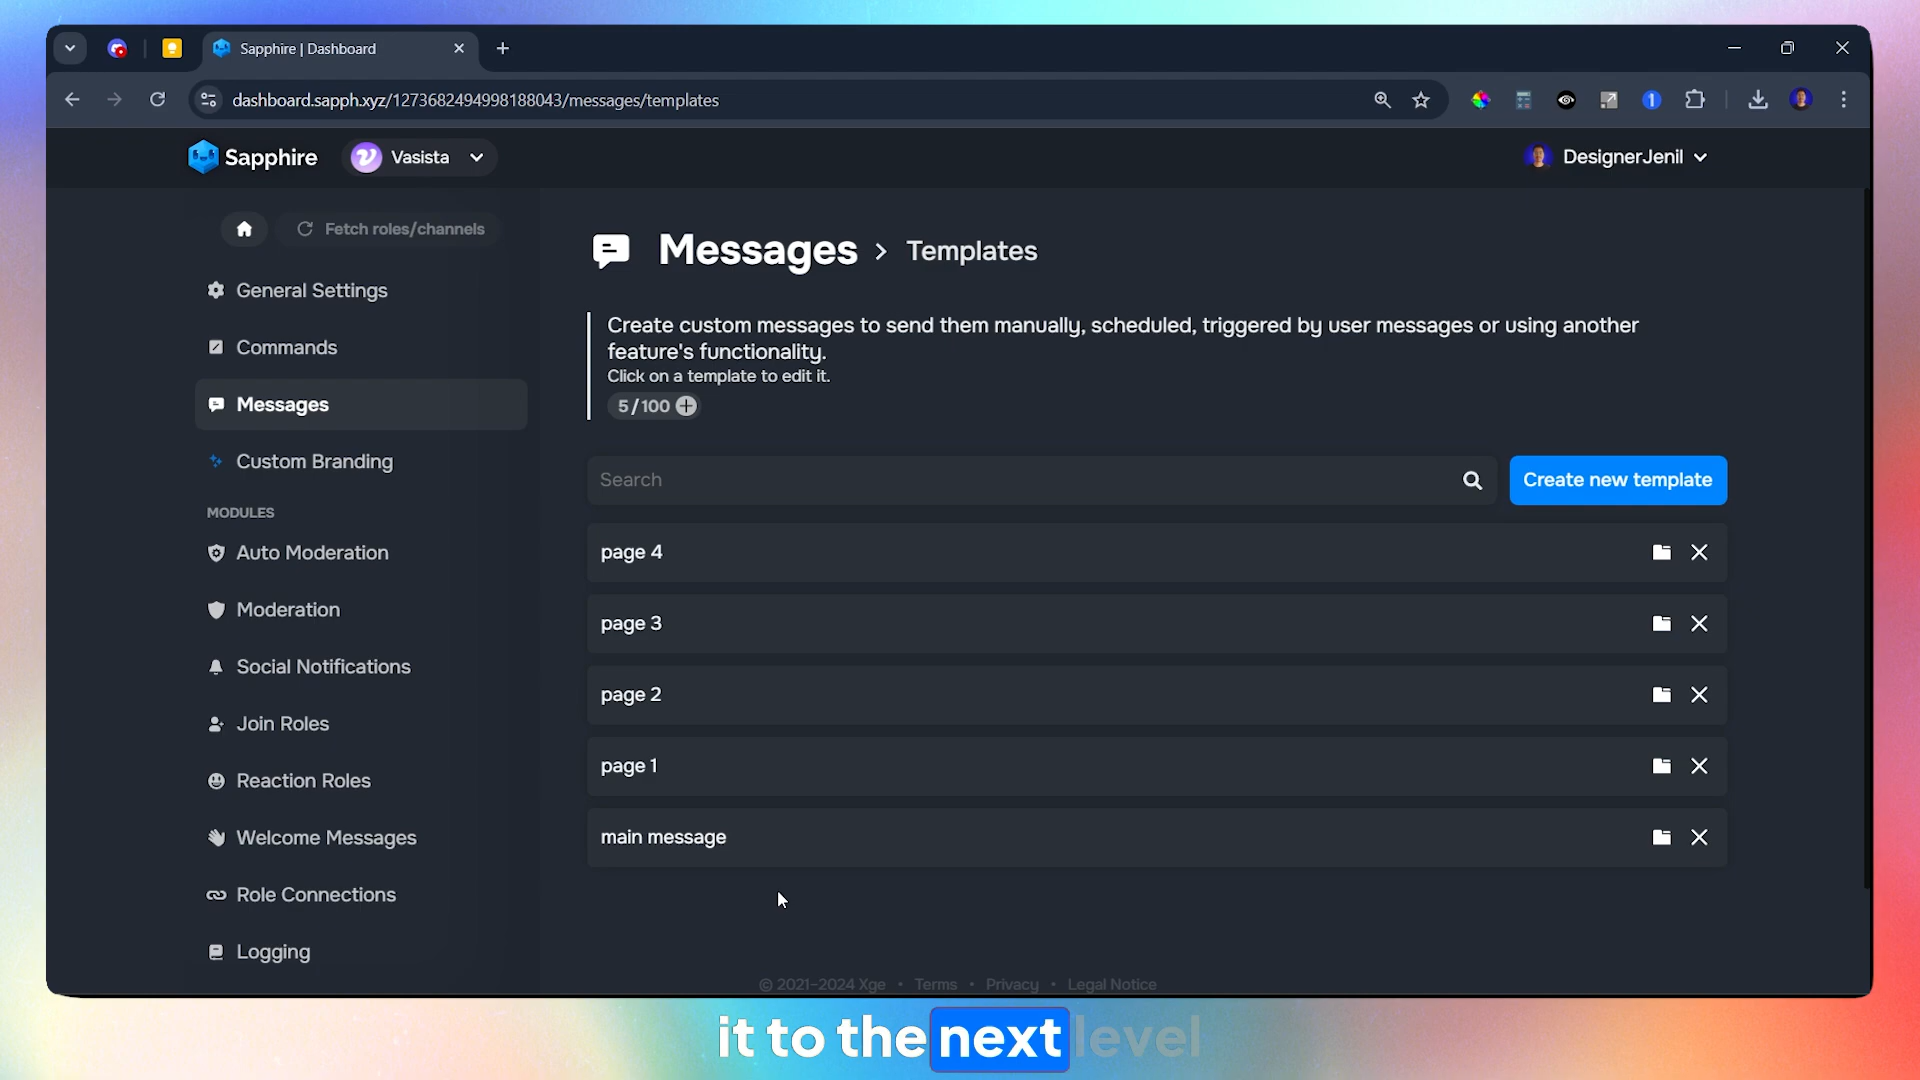 Sapphire | Dashboard
dashboard.sapph.xyz/1273682494998188043/messages/templates
Sapphire
Vasista
DesignerJenil
Fetch roles/channels
General Settings
Commands
Messages
Custom Branding
MODULES
Auto Moderation
Moderation
Social Notifications
Join Roles
Reaction Roles
Welcome Messages
Role Connections
Logging
Messages > Templates
Create custom messages to send them manually, scheduled, triggered by user messages or using another
feature's functionality.
Click on a template to edit it.
5/100
Search
Create new template
page 4
page 3
page 2
page 1
main message
© 2021–2024 Xge • Terms • Privacy • Legal Notice
it to the next level